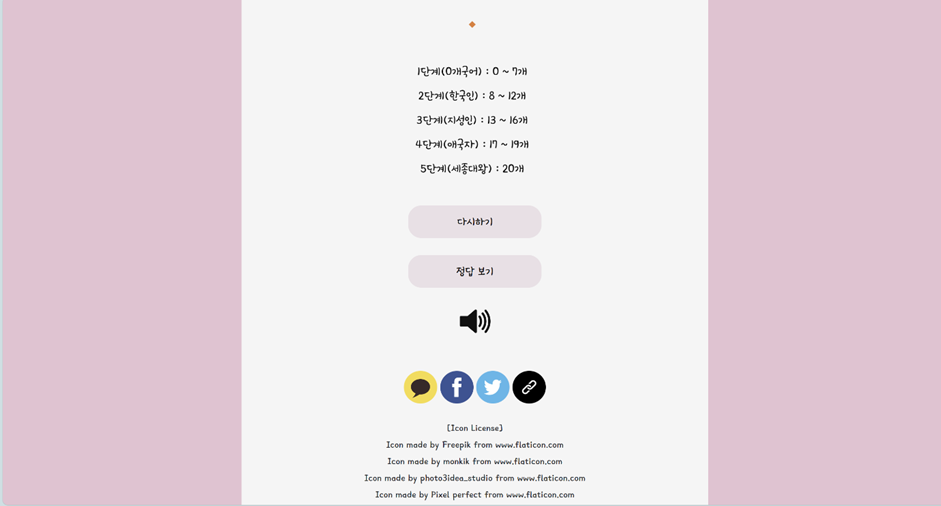 1단계(0개국어) : 0 ~ 7개
2단계(한국인) : 8 ~ 12개
3단계(지성인) : 13 ~ 16개
4단계(애국자) : 17 ~ 19개
5단계(세종대왕) : 20개
다시하기
정답 보기
[Icon License]
Icon made by Freepik from www.flaticon.com
Icon made by monkik from www.flaticon.com
Icon made by photo3idea_studio from www.flaticon.com
Icon made by Pixel perfect from www.flaticon.com